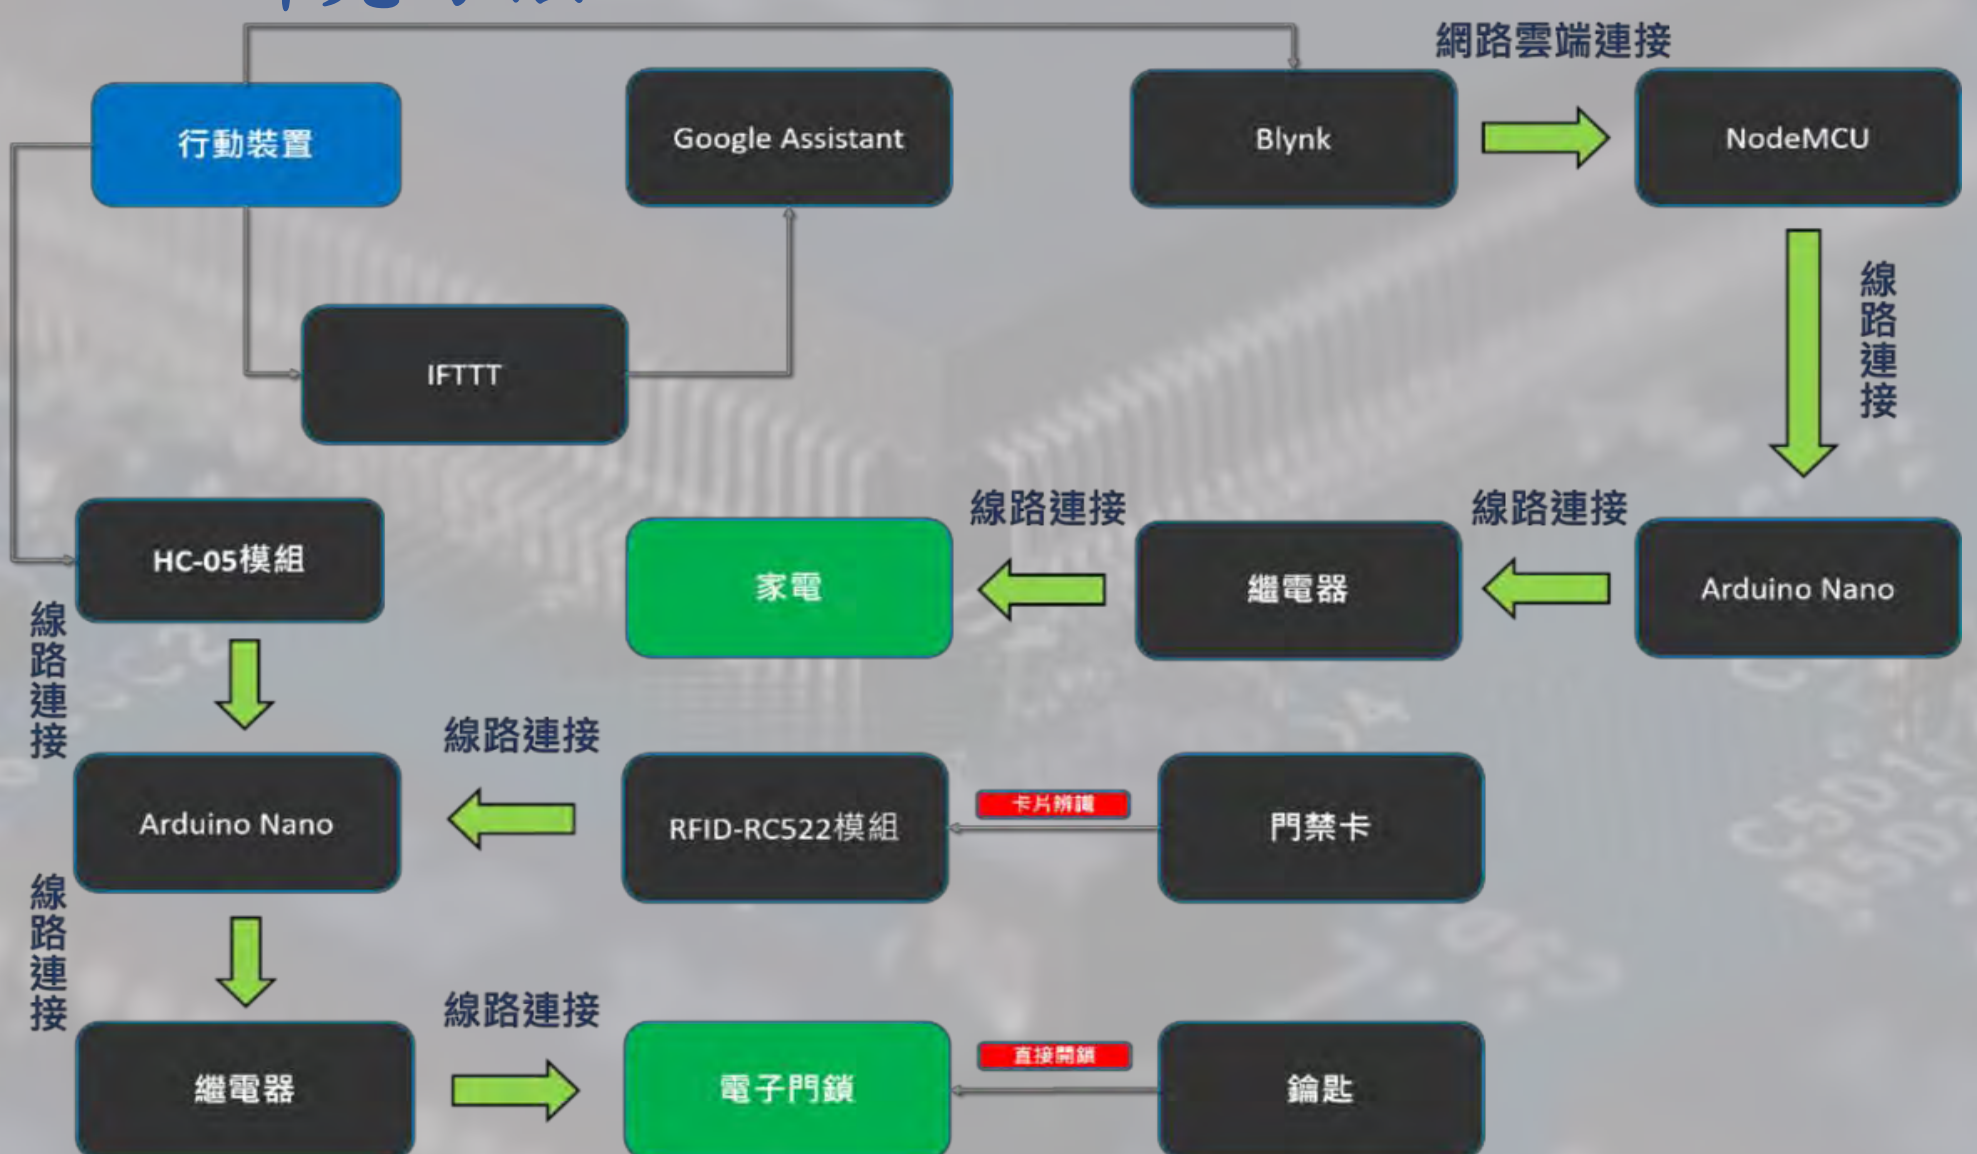 網路雲端連接
行動裝置
Google Assistant
Blynk
NodeMCU
線路連接
IFTTT
HC-05模組
線路連接
家電
線路連接
繼電器
線路連接
Arduino Nano
線路連接
Arduino Nano
線路連接
RFID-RC522模組
卡片辨識
門禁卡
線路連接
繼電器
線路連接
電子門鎖
直接開鎖
鑰匙